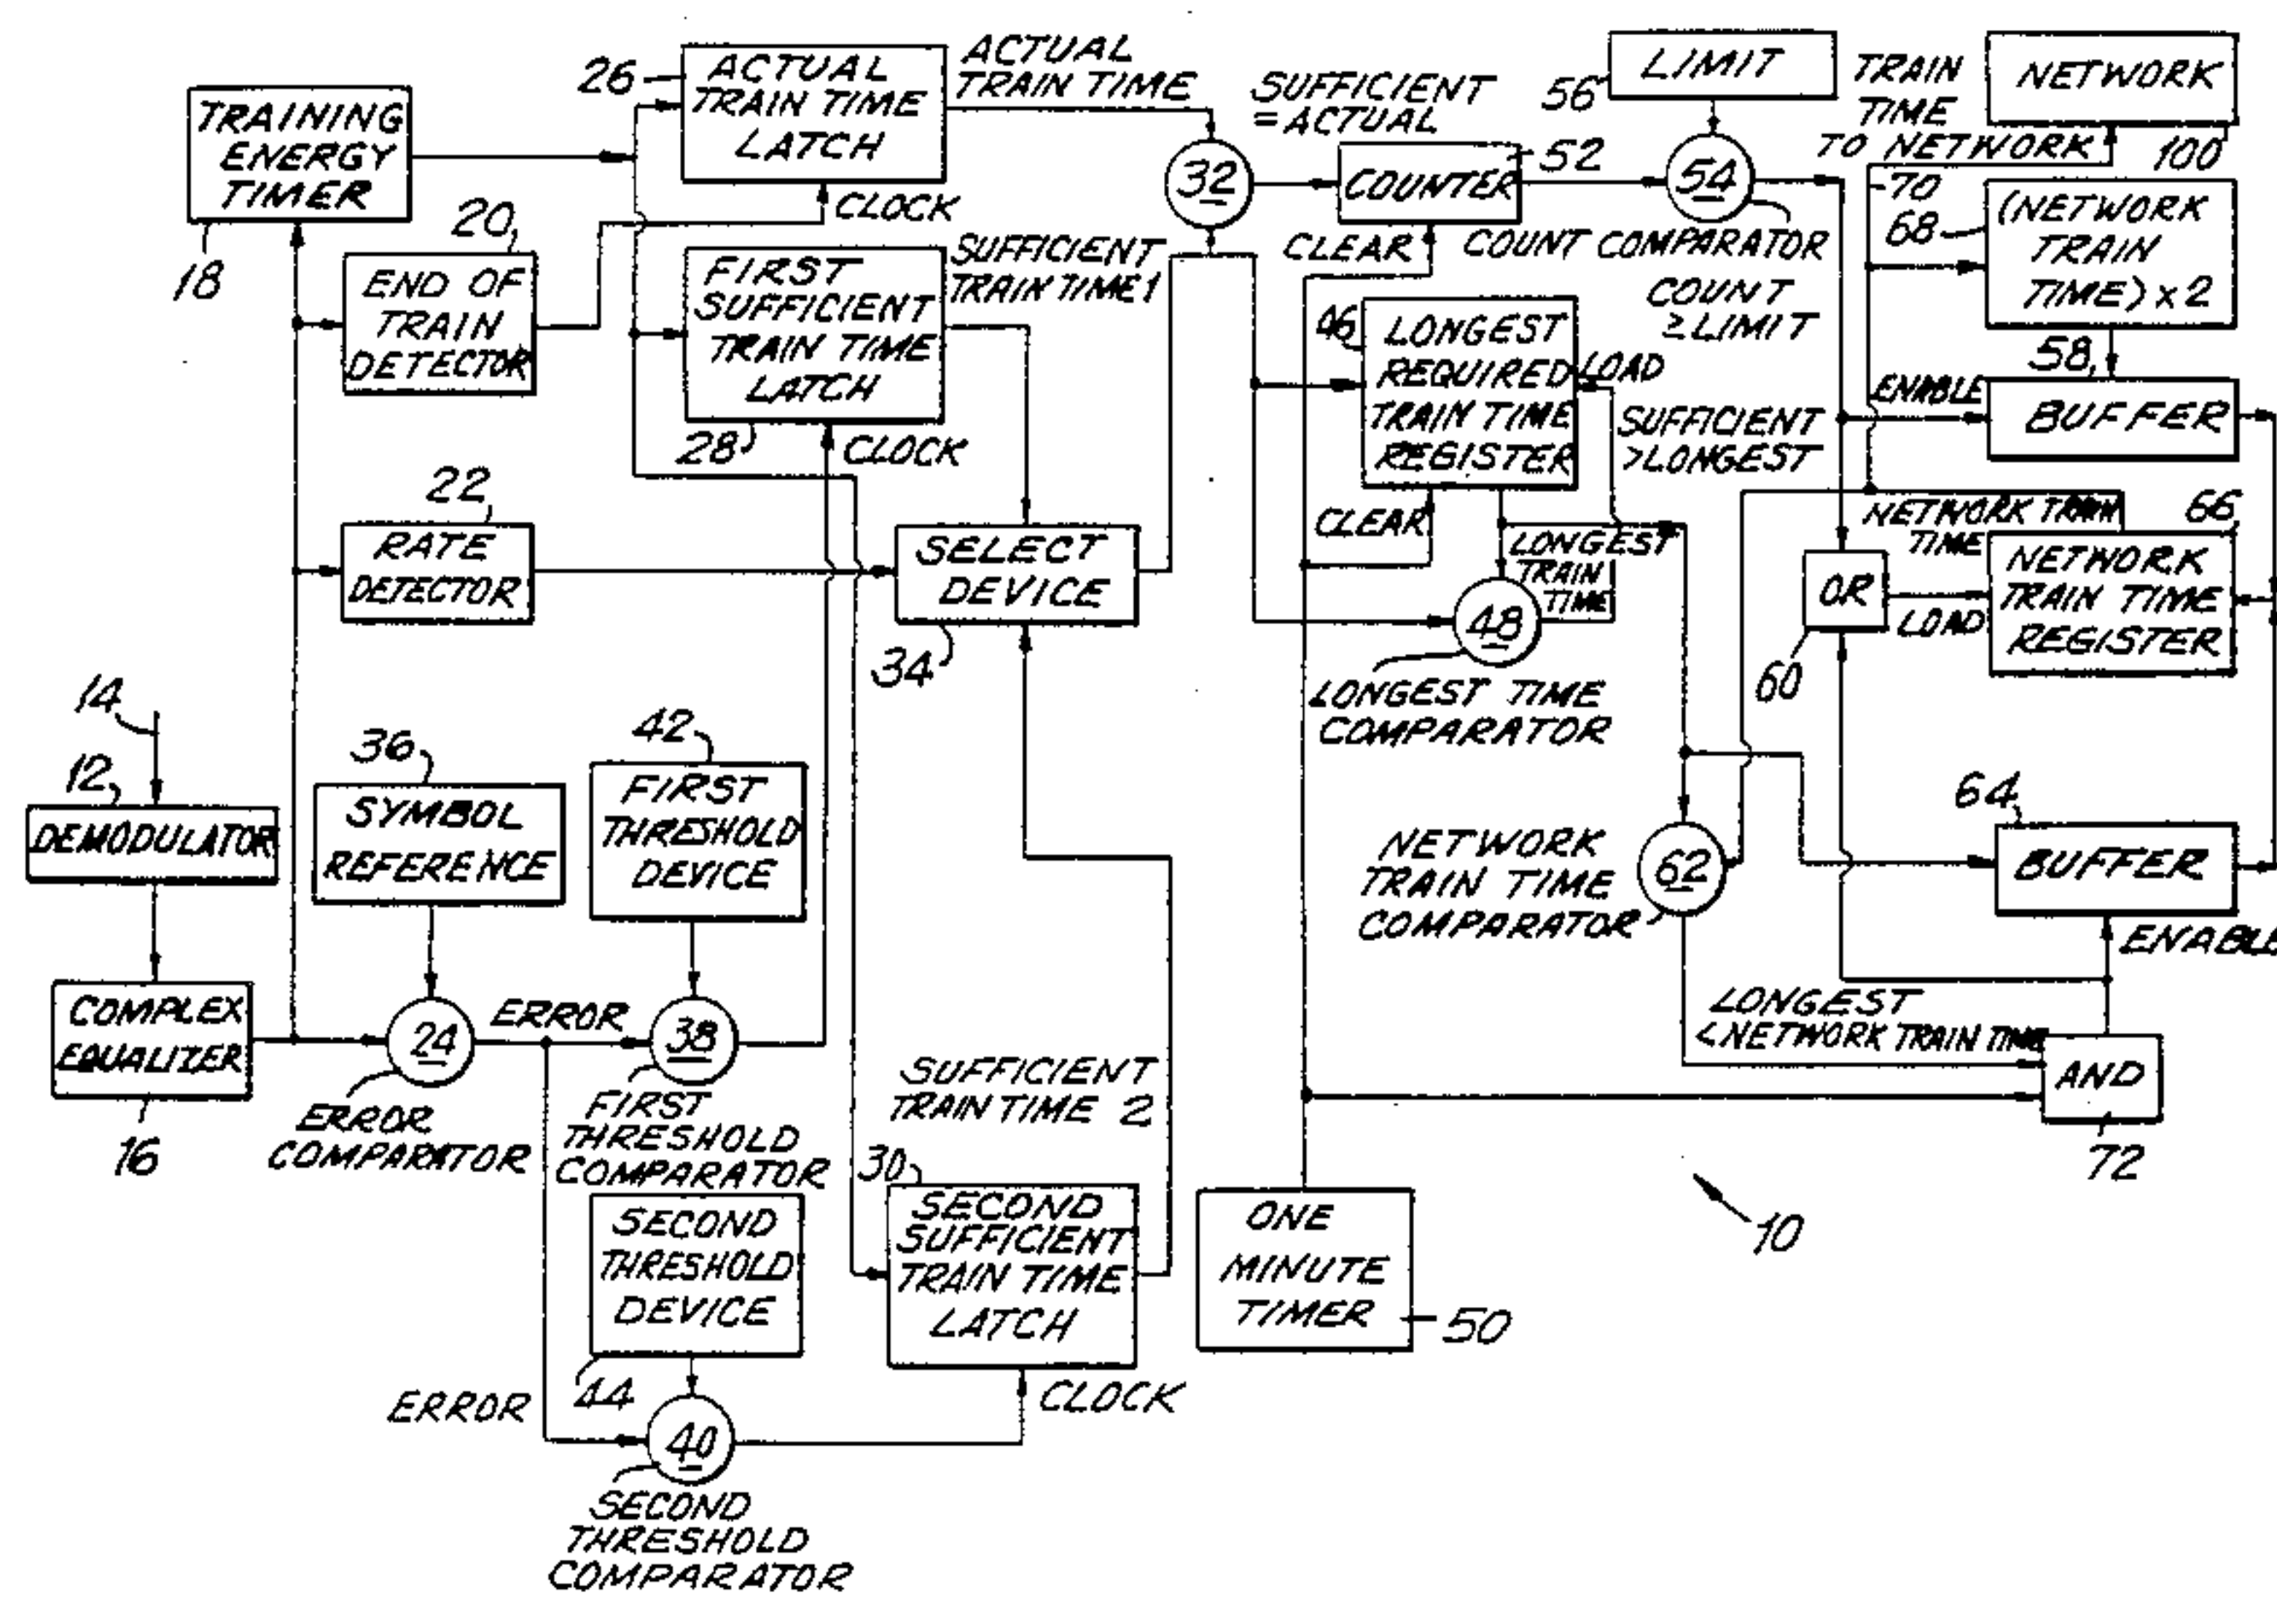 26
ACTUAL
TRAIN TIME
LATCH
ACTUAL
TRAIN TIME
SUFFICIENT
= ACTUAL
56
LIMIT
TRAIN
TIME
TO NETWORK
NETWORK
100
TRAINING
ENERGY
TIMER
18
20
END OF
TRAIN
DETECTOR
CLOCK
32
COUNTER
52
CLEAR
54
COUNT COMPARATOR
COUNT
≥ LIMIT
70
68
(NETWORK
TRAIN
TIME) x 2
FIRST
SUFFICIENT
TRAIN TIME
LATCH
28
CLOCK
SUFFICIENT
TRAIN TIME 1
46
LONGEST
REQUIRED
TRAIN TIME
REGISTER
LOAD
SUFFICIENT
>LONGEST
CLEAR
58
ENABLE
BUFFER
22
RATE
DETECTOR
SELECT
DEVICE
34
LONGEST
TRAIN
TIME
48
LONGEST TIME
COMPARATOR
NETWORK TRAIN
TIME
66
OR
60
LOAD
NETWORK
TRAIN TIME
REGISTER
14
12
DEMODULATOR
36
SYMBOL
REFERENCE
42
FIRST
THRESHOLD
DEVICE
NETWORK
TRAIN TIME
COMPARATOR
62
64
BUFFER
ENABLE
COMPLEX
EQUALIZER
16
24
ERROR
COMPARATOR
ERROR
38
FIRST
THRESHOLD
COMPARATOR
SUFFICIENT
TRAIN TIME 2
LONGEST
<NETWORK TRAIN TIME
AND
72
SECOND
THRESHOLD
DEVICE
44
30
SECOND
SUFFICIENT
TRAIN TIME
LATCH
ONE
MINUTE
TIMER
50
10
ERROR
40
CLOCK
SECOND
THRESHOLD
COMPARATOR